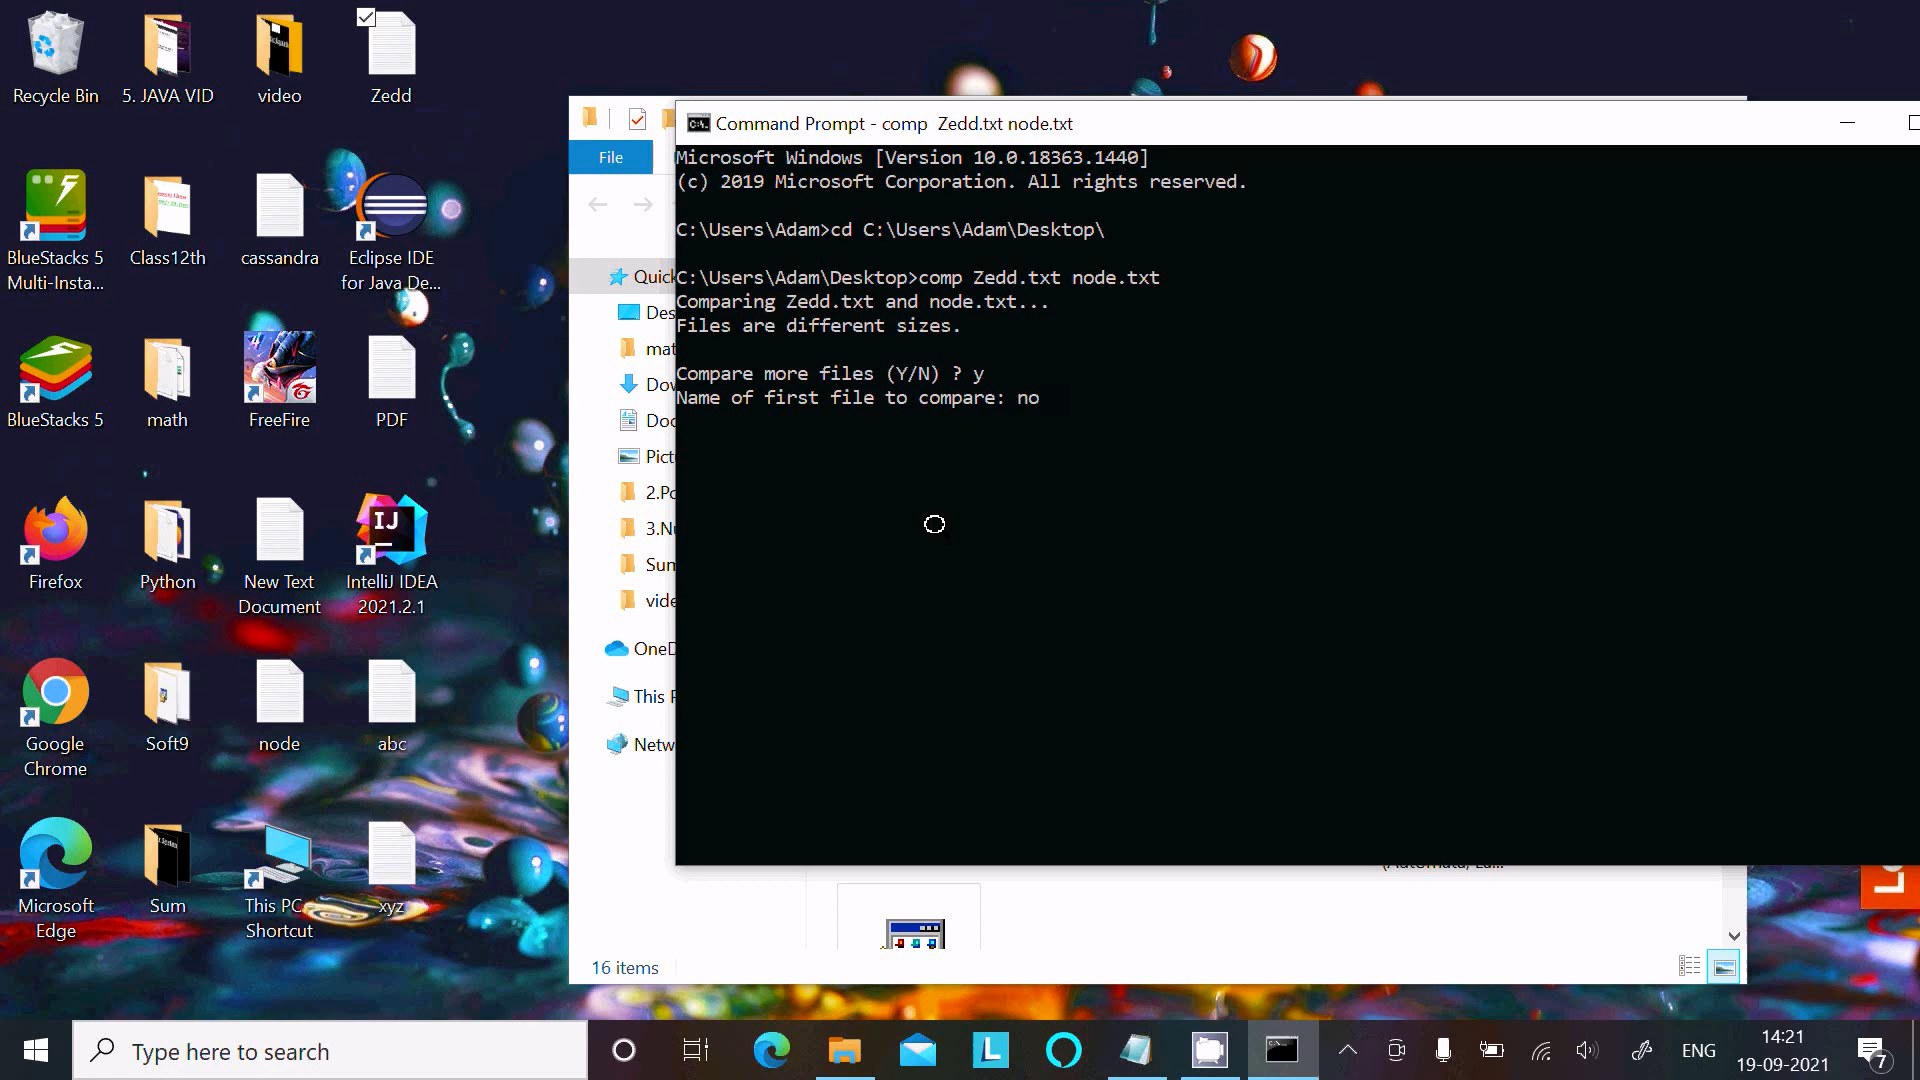 Recycle Bin
5. JAVA VID
video
Zedd
BlueStacks 5
Multi-Insta...
Class12th
cassandra
Eclipse IDE
for Java De...
BlueStacks 5
math
FreeFire
PDF
Firefox
Python
New Text
Document
IntelliJ IDEA
2021.2.1
Google
Chrome
Soft9
node
abc
Microsoft
Edge
Sum
This PC -
Shortcut
xyz
File
Quick
OneD
This P
Netw
16 items
Command Prompt - comp  Zedd.txt node.txt
Microsoft Windows [Version 10.0.18363.1440]
(c) 2019 Microsoft Corporation. All rights reserved.
C:\Users\Adam>cd C:\Users\Adam\Desktop\
C:\Users\Adam\Desktop>comp Zedd.txt node.txt
Comparing Zedd.txt and node.txt...
Files are different sizes.
Compare more files (Y/N) ? y
Name of first file to compare: no
Type here to search
ENG
14:21
19-09-2021
7